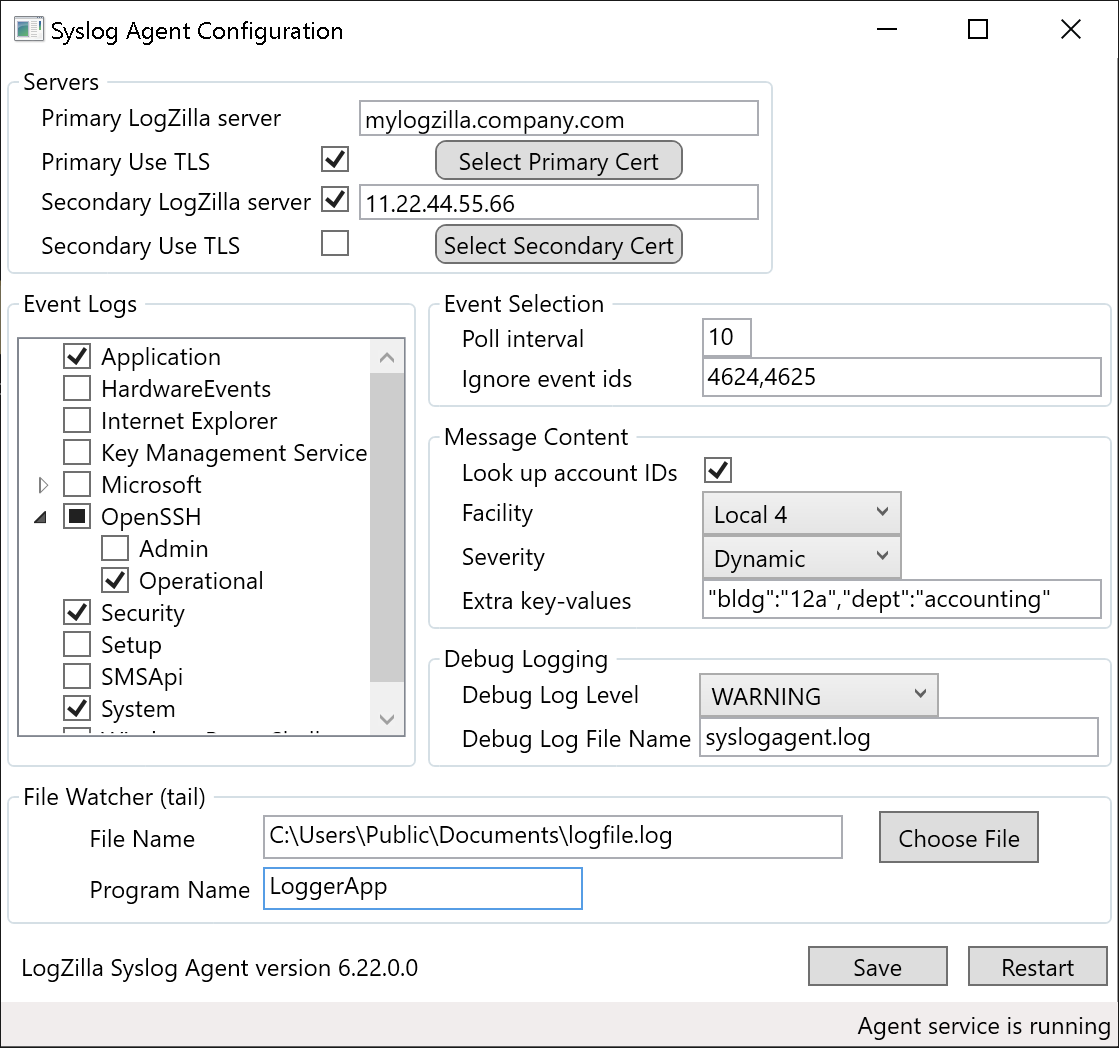 Syslog Agent Configuration
Servers
Primary LogZilla server mylogzilla.company.com
Primary Use TLS Select Primary Cert
Secondary LogZilla server 11.22.44.55.66
Secondary Use TLS Select Secondary Cert
Event Logs
Application
HardwareEvents
Internet Explorer
Key Management Service
Microsoft
OpenSSH
Admin
Operational
Security
Setup
SMSApi
System
Event Selection
Poll interval 10
Ignore event ids 4624,4625
Message Content
Look up account IDs
Facility Local 4
Severity Dynamic
Extra key-values "bldg":"12a","dept":"accounting"
Debug Logging
Debug Log Level WARNING
Debug Log File Name syslogagent.log
File Watcher (tail)
File Name C:\Users\Public\Documents\logfile.log Choose File
Program Name LoggerApp
LogZilla Syslog Agent version 6.22.0.0 Save Restart
Agent service is running